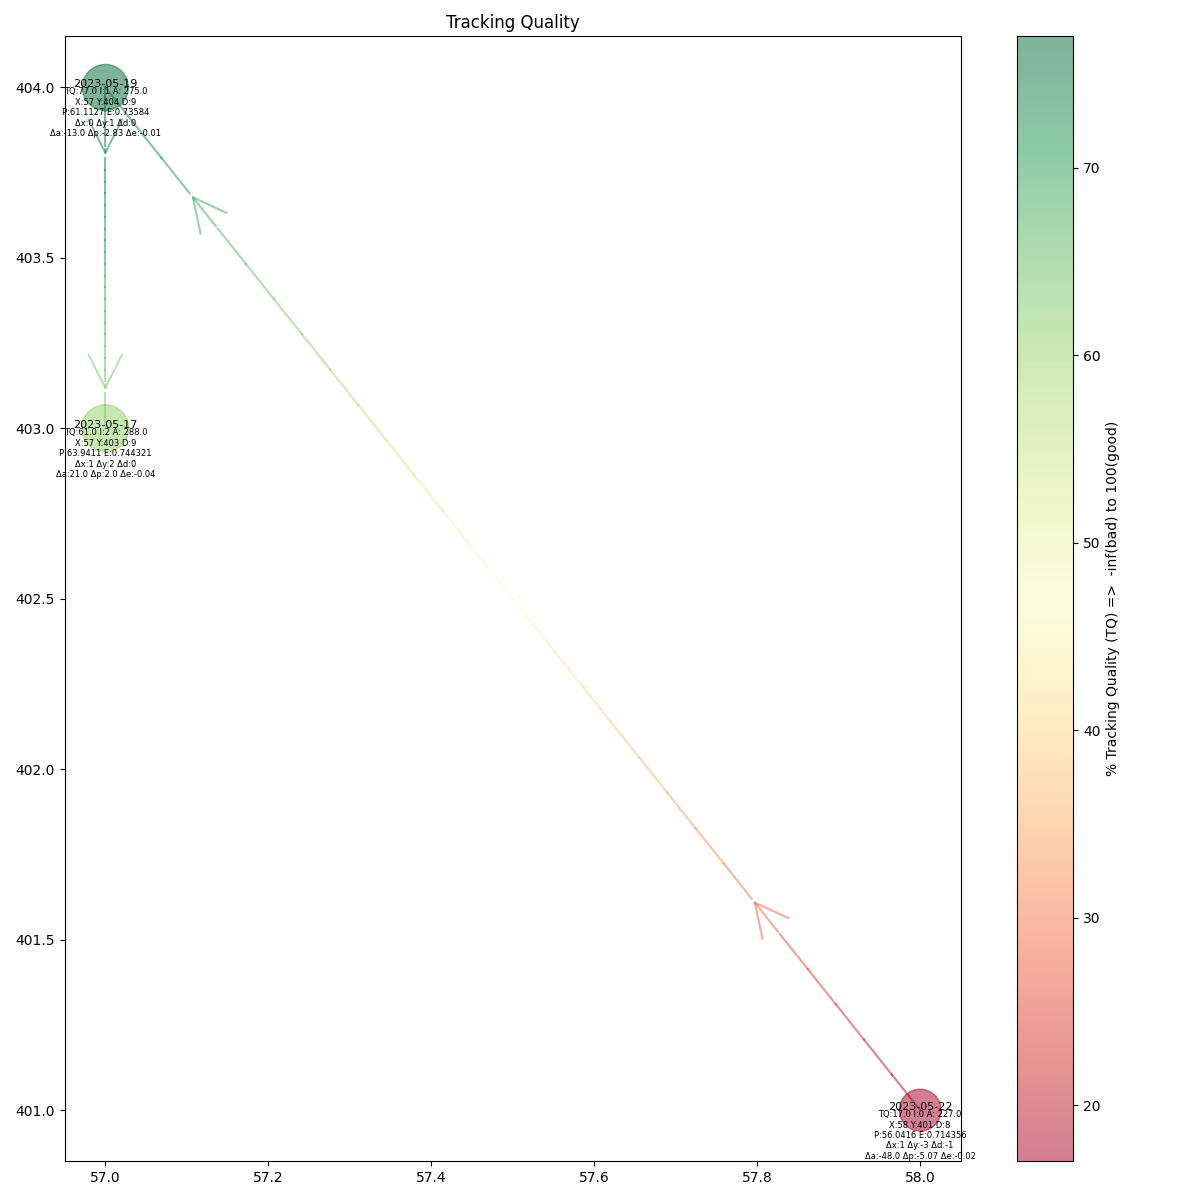 Tracking Quality
404.0
403.5
403.0
402.5
402.0
401.5
401.0
57.0
57.2
57.4
57.6
57.8
58.0
2023-05-19
TQ:77.0 I:1 A: 275.0
X:57 Y:404 D:9
P:61.1127 E:0.73584
Δx:0 Δy:1 Δd:0
Δa:-13.0 Δp:-2.83 Δe:-0.01
2023-05-17
TQ:61.0 I:2 A: 288.0
X:57 Y:403 D:9
P:63.9411 E:0.744321
Δx:1 Δy:2 Δd:0
Δa:21.0 Δp:2.0 Δe:-0.04
2023-05-22
TQ:17.0 I:0 A: 227.0
X:58 Y:401 D:8
P:56.0416 E:0.714356
Δx:1 Δy:-3 Δd:-1
Δa:-48.0 Δp:-5.07 Δe:-0.02
70
60
50
40
30
20
% Tracking Quality (TQ) =>  -inf(bad) to 100(good)